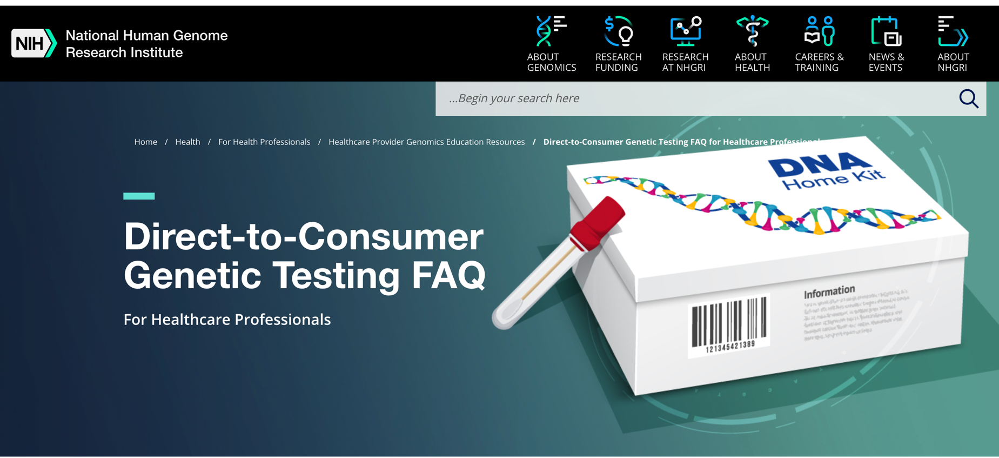 NIH
National Human Genome
Research Institute
ABOUT
GENOMICS
RESEARCH
FUNDING
RESEARCH
AT NHGRI
ABOUT
HEALTH
CAREERS &
TRAINING
NEWS &
EVENTS
ABOUT
NHGRI
...Begin your search here
Home / Health / For Health Professionals / Healthcare Provider Genomics Education Resources / Direct-to-Consumer Genetic Testing FAQ for Healthcare Professionals
Direct-to-Consumer
Genetic Testing FAQ
For Healthcare Professionals
DNA
Home Kit
Information
121345421389